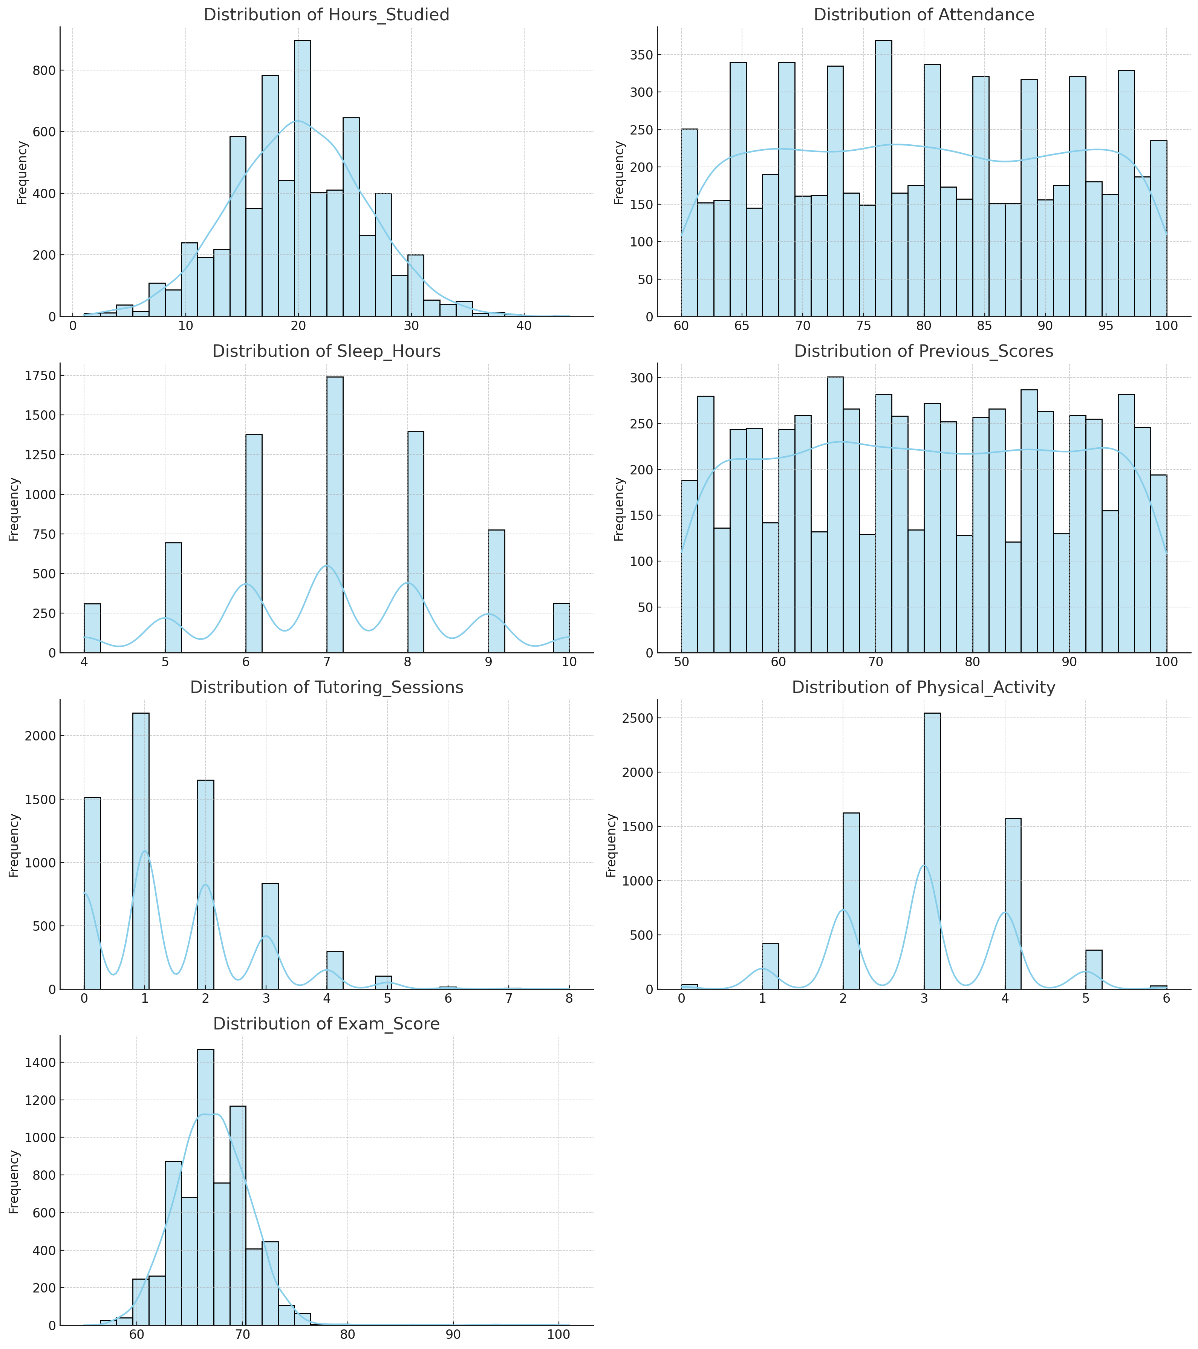 Distribution of Hours_Studied
Frequency
800
600
400
200
0
0 10 20 30 40
Distribution of Attendance
Frequency
350
300
250
200
150
100
50
0
60 65 70 75 80 85 90 95 100
Distribution of Sleep_Hours
Frequency
1750
1500
1250
1000
750
500
250
0
4 5 6 7 8 9 10
Distribution of Previous_Scores
Frequency
300
250
200
150
100
50
0
50 60 70 80 90 100
Distribution of Tutoring_Sessions
Frequency
2000
1500
1000
500
0
0 1 2 3 4 5 6 7 8
Distribution of Physical_Activity
Frequency
2500
2000
1500
1000
500
0
0 1 2 3 4 5 6
Distribution of Exam_Score
Frequency
1400
1200
1000
800
600
400
200
0
60 70 80 90 100